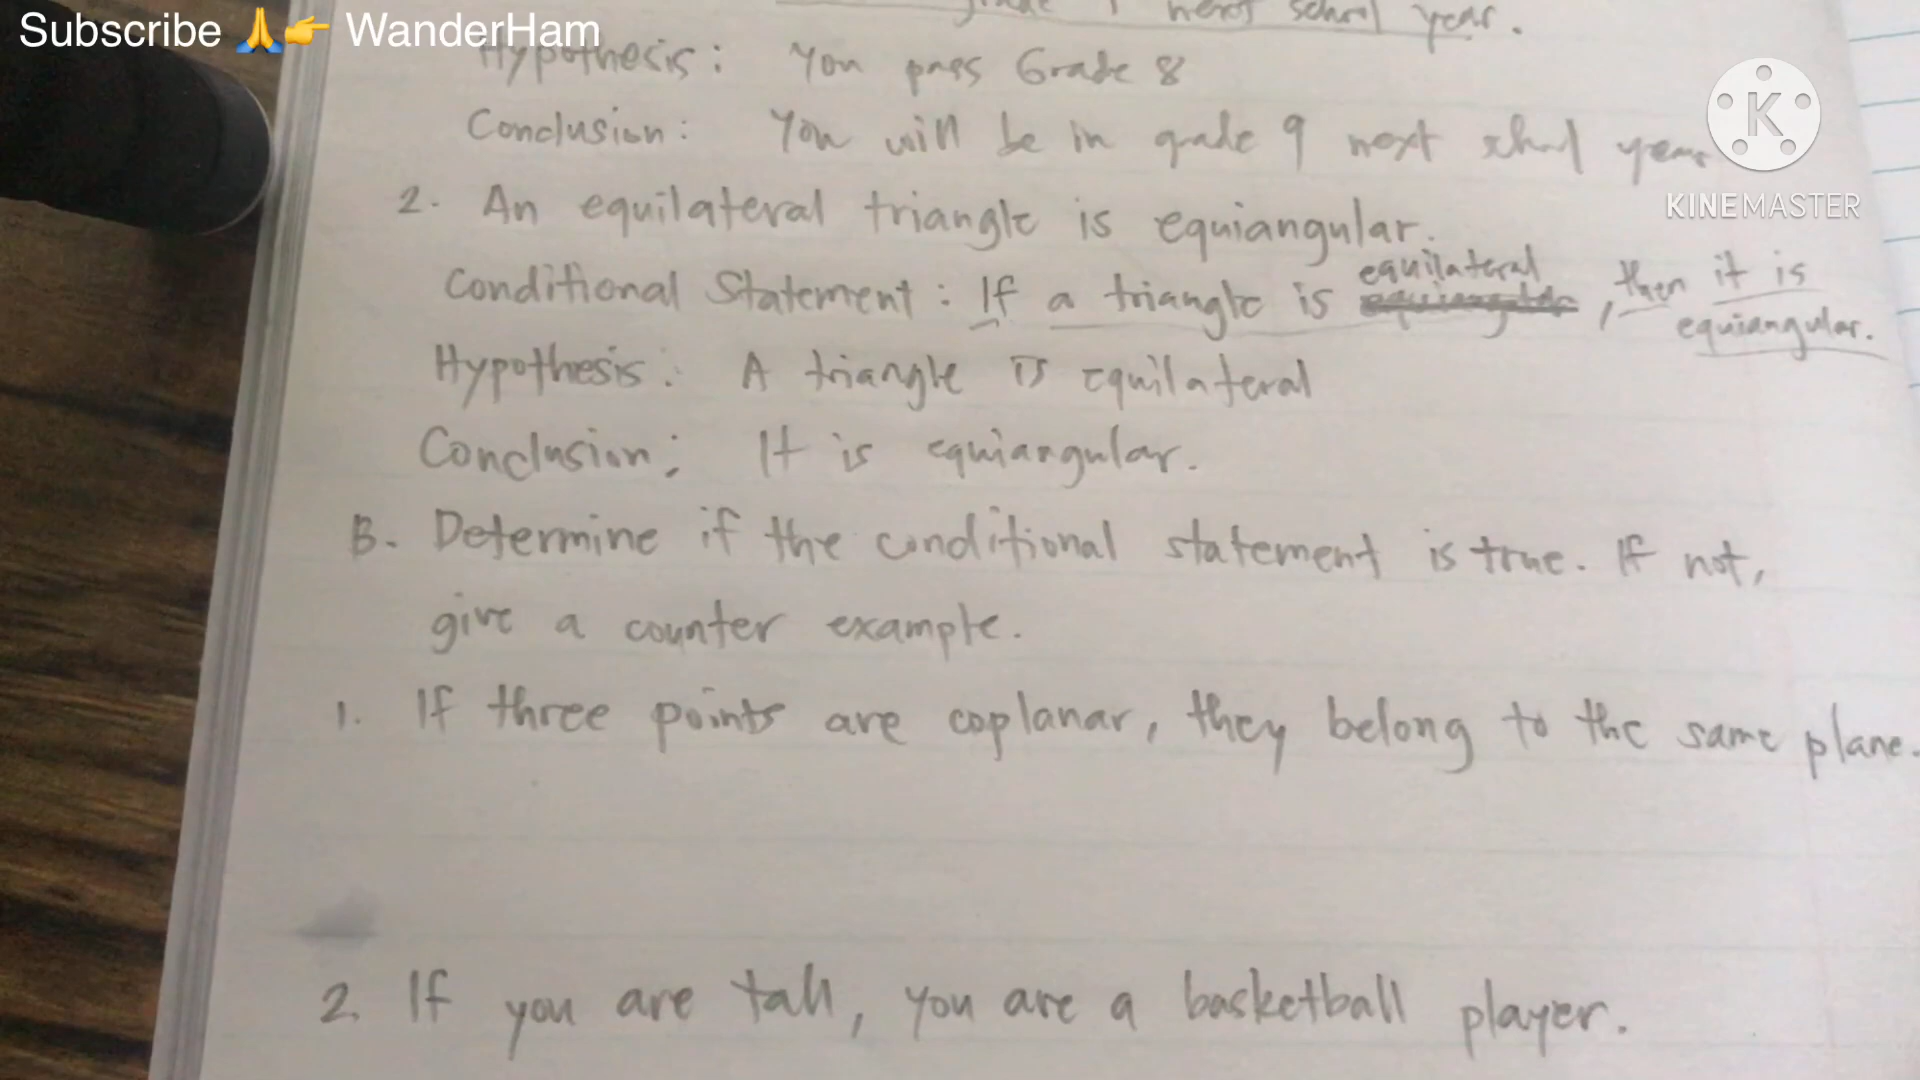 Subscribe 🙏👉 WanderHam
next school year.
Hypothesis: You pass Grade 8
Conclusion: You will be in grade 9 next school year
KINEMASTER
2. An equilateral triangle is equiangular.
Conditional Statement: If a triangle is equilateral, then it is
equiangular.
Hypothesis: A triangle is equilateral
Conclusion: It is equiangular.
B. Determine if the conditional statement is true. If not,
give a counter example.
1. If three points are coplanar, they belong to the same plane.
2. If you are tall, you are a basketball player.